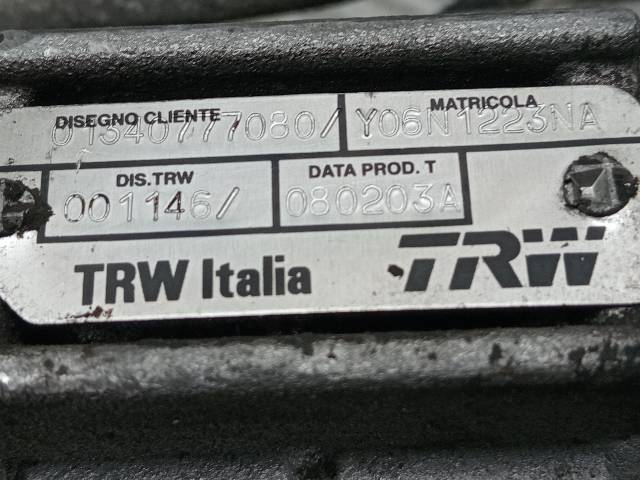 DISEGNO CLIENTE MATRICOLA
01340777080/ Y06N1223NA
DIS.TRW DATA PROD. T
001146/ 080203A
TRW Italia TRW